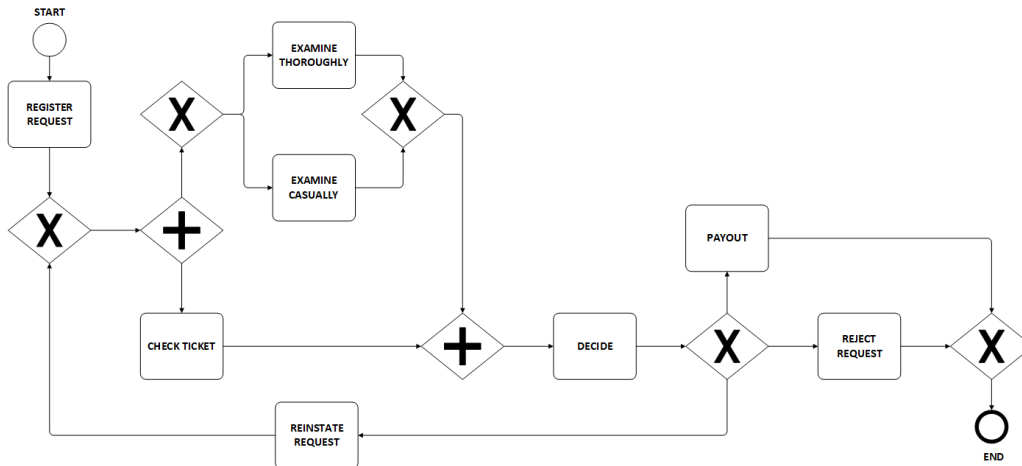 START
REGISTER
REQUEST
X
X
EXAMINE
THOROUGHLY
EXAMINE
CASUALLY
X
CHECK TICKET
DECIDE
X
PAYOUT
REJECT
REQUEST
X
REINSTATE
REQUEST
END